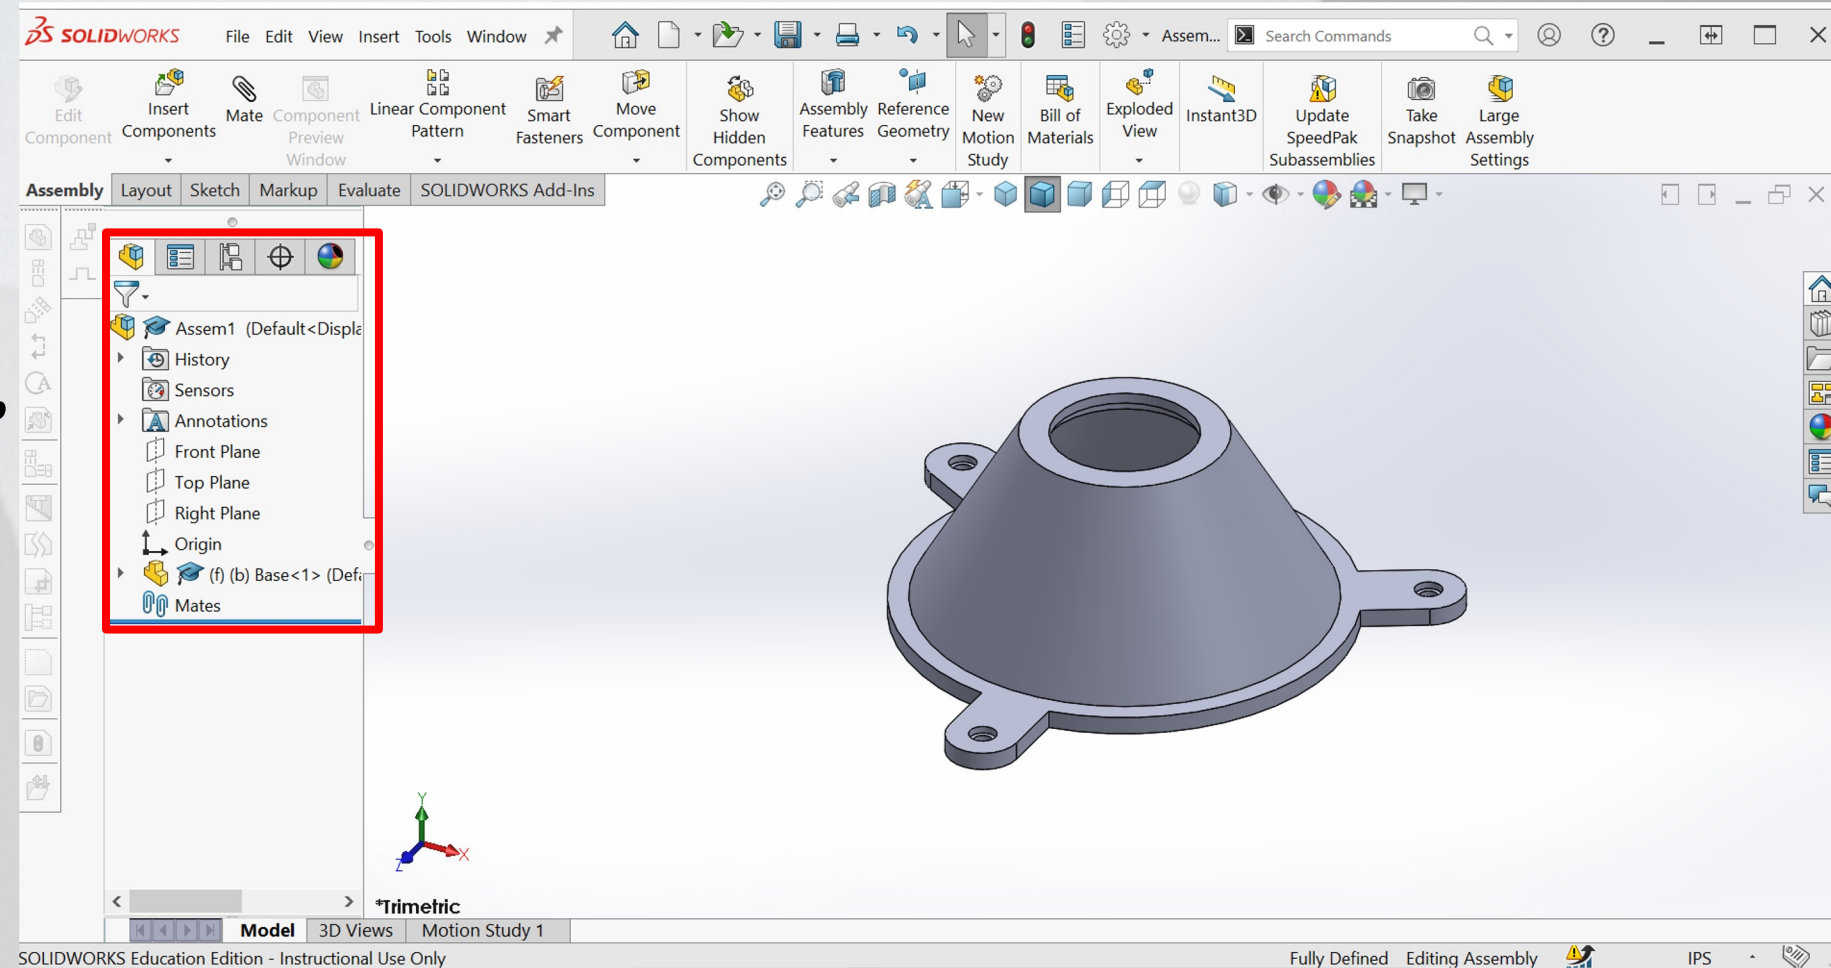 SOLIDWORKS File Edit View Insert Tools Window Assem... Search Commands
Edit Component
Insert Components
Mate
Component Preview Window
Linear Component Pattern
Smart Fasteners
Move Component
Show Hidden Components
Assembly Features
Reference Geometry
New Motion Study
Bill of Materials
Exploded View
Instant3D
Update SpeedPak Subassemblies
Take Snapshot
Large Assembly Settings
Assembly Layout Sketch Markup Evaluate SOLIDWORKS Add-Ins
Assem1 (Default<Displa
History
Sensors
Annotations
Front Plane
Top Plane
Right Plane
Origin
(f) (b) Base<1> (Defa
Mates
Y
X
Z
*Trimetric
Model 3D Views Motion Study 1
SOLIDWORKS Education Edition - Instructional Use Only Fully Defined Editing Assembly IPS